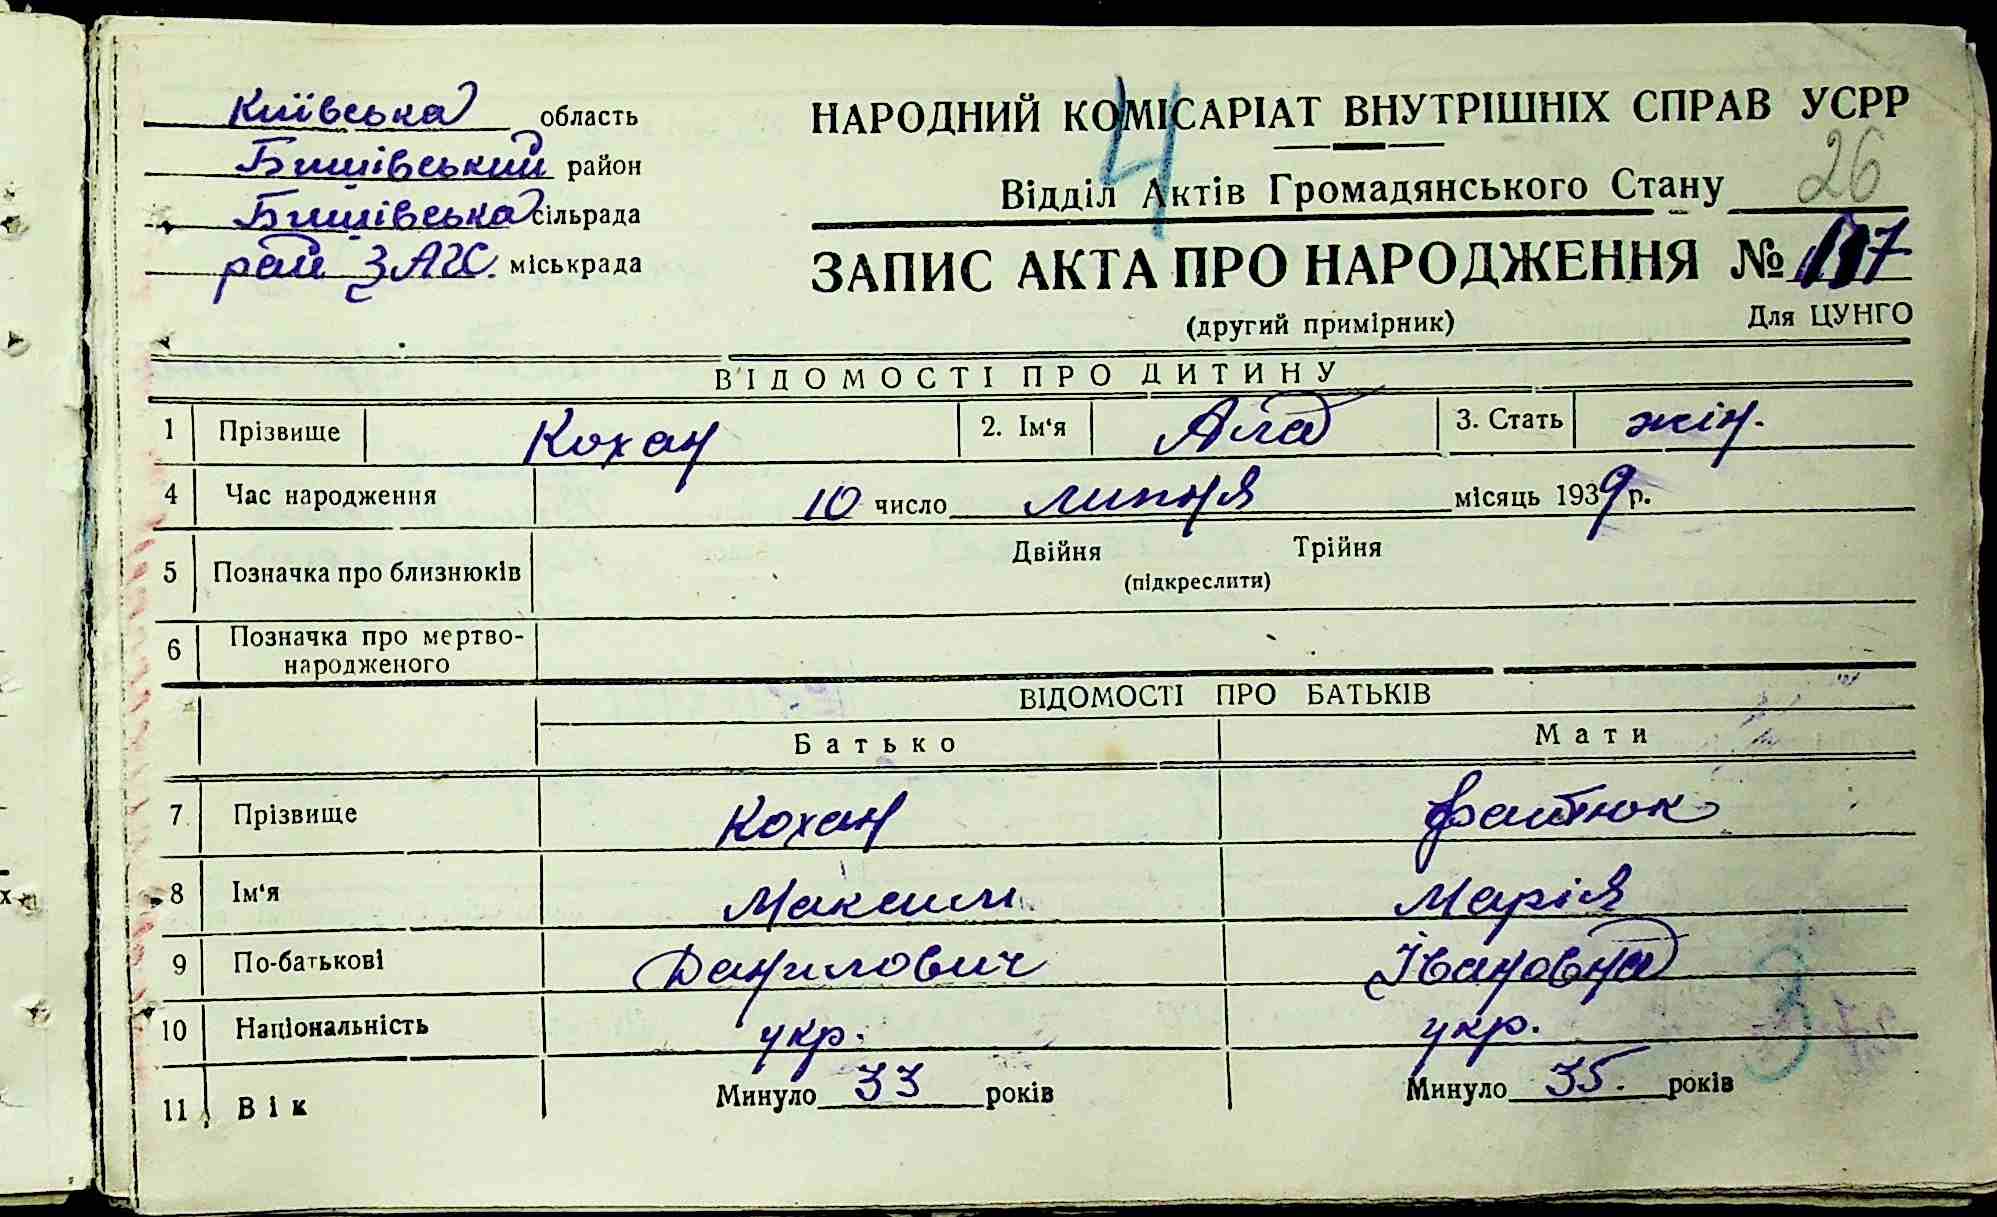 Київська область
Бишівський район
Бишівська сільрада
рай ЗАГС. міськрада
НАРОДНИЙ КОМІСАРІАТ ВНУТРІШНІХ СПРАВ УСРР
4
Відділ Актів Громадянського Стану
26
ЗАПИС АКТА ПРО НАРОДЖЕННЯ №
(другий примірник)
Для ЦУНГО
ВІДОМОСТІ ПРО ДИТИНУ
1 Прізвище Кохан 2. Ім‘я Ала 3. Стать жін.
4 Час народження 10 число липня місяць 1939 р.
5 Позначка про близнюків Двійня Трійня
(підкреслити)
6 Позначка про мертво-
народженого
ВІДОМОСТІ ПРО БАТЬКІВ
Батько Мати
7 Прізвище Кохан
8 Ім‘я Максим Марія
9 По-батькові Данилович Івановна
10 Національність укр. укр.
11 Вік Минуло 33 років Минуло 35. років